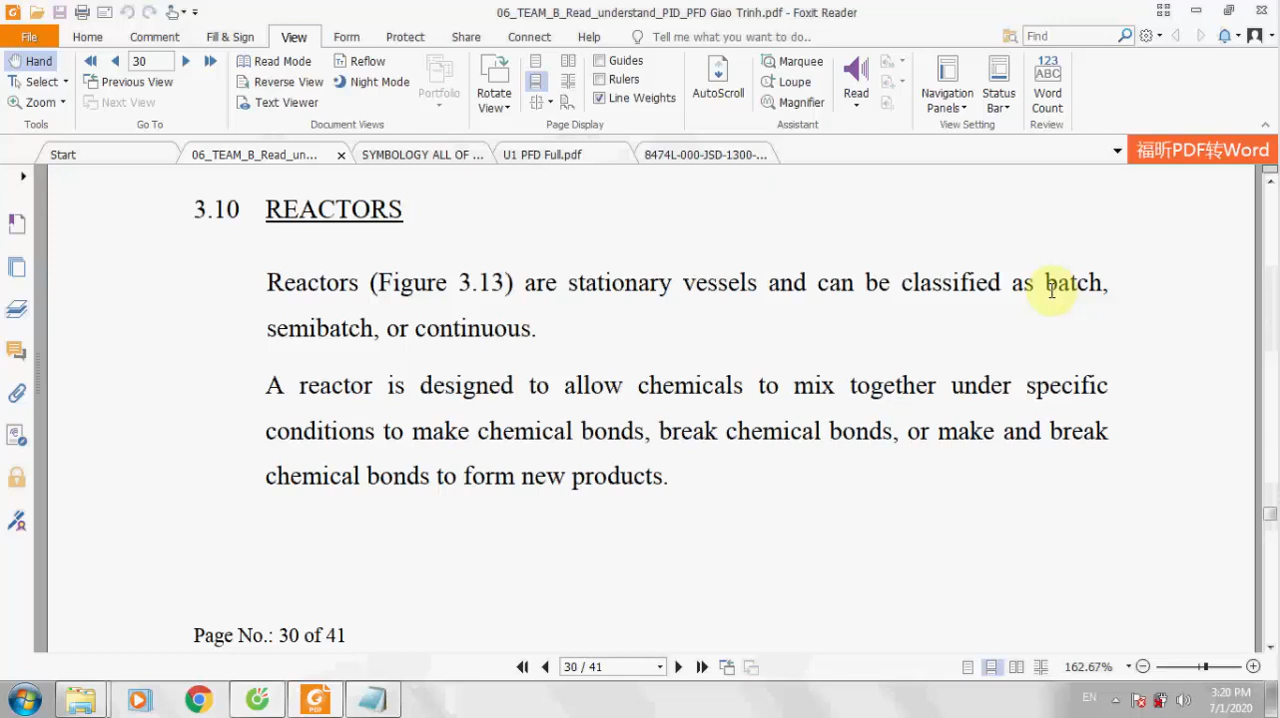 06_TEAM_B_Read_understand_PID_PFD Giao Trinh.pdf - Foxit Reader
File Home Comment Fill & Sign View Form Protect Share Connect Help Tell me what you want to do.. Find
Hand 30 Read Mode Reflow Guides Marquee
Select Previous View Reverse View Night Mode Rulers Loupe
Zoom Next View Text Viewer Portfolio Rotate View Line Weights AutoScroll Magnifier Read Navigation Panels Status Bar 123 ABC Word Count
Tools Go To Document Views Page Display Assistant View Setting Review
Start 06_TEAM_B_Read_un... SYMBOLOGY ALL OF ... U1 PFD Full.pdf 8474L-000-JSD-1300-... 福昕PDF转Word
3.10 REACTORS
Reactors (Figure 3.13) are stationary vessels and can be classified as batch,
semibatch, or continuous.
A reactor is designed to allow chemicals to mix together under specific
conditions to make chemical bonds, break chemical bonds, or make and break
chemical bonds to form new products.
Page No.: 30 of 41
30 / 41 162.67%
EN 3:20 PM
7/1/2020